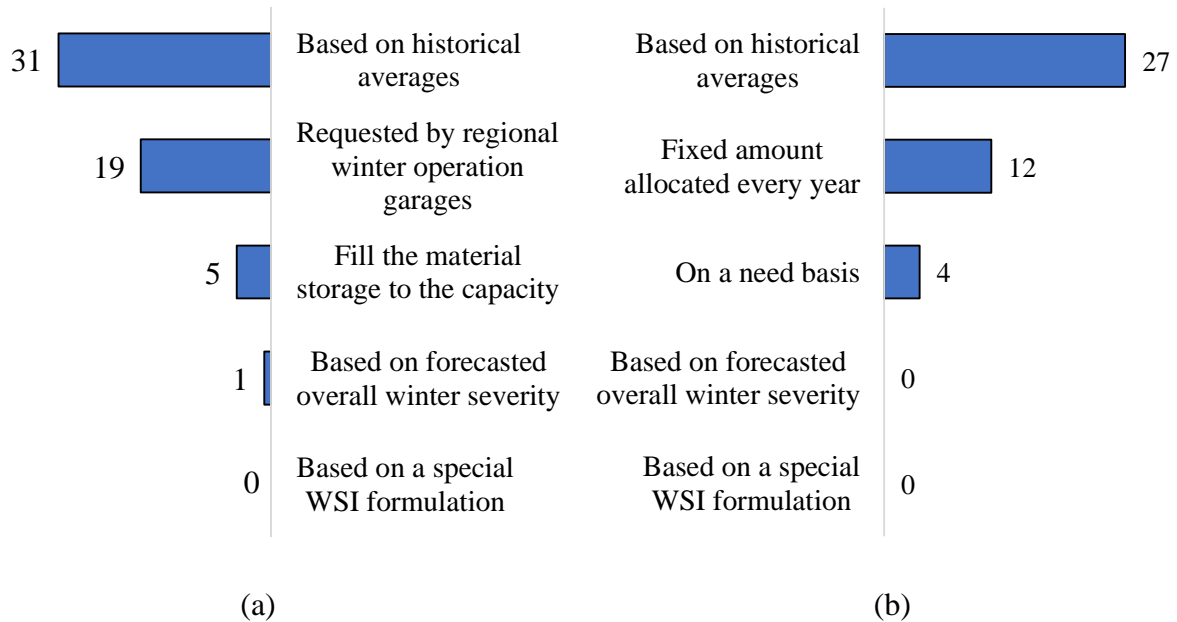 31
Based on historical
averages
19
Requested by regional
winter operation
garages
5
Fill the material
storage to the capacity
1
Based on forecasted
overall winter severity
0
Based on a special
WSI formulation
(a)
Based on historical
averages
27
Fixed amount
allocated every year
12
On a need basis
4
Based on forecasted
overall winter severity
0
Based on a special
WSI formulation
0
(b)